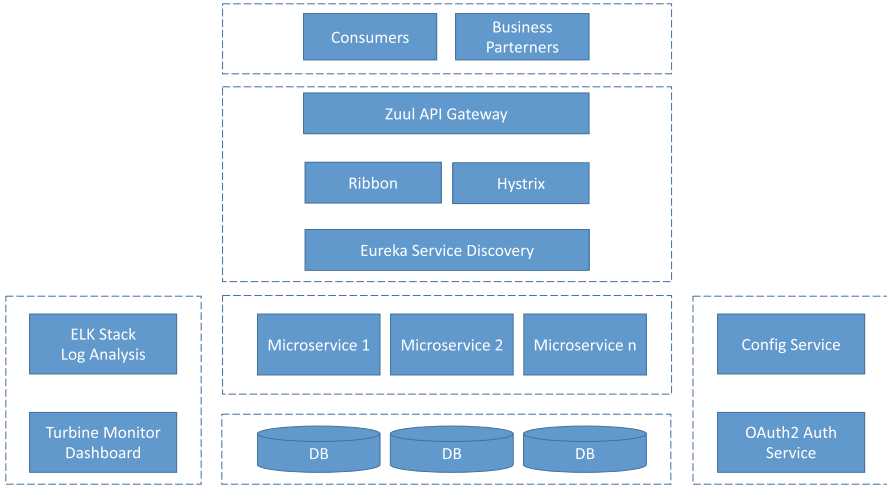 Consumers
Business
Parterners
Zuul API Gateway
Ribbon
Hystrix
Eureka Service Discovery
ELK Stack
Log Analysis
Microservice 1
Microservice 2
Microservice n
Config Service
Turbine Monitor
Dashboard
DB
DB
DB
OAuth2 Auth
Service